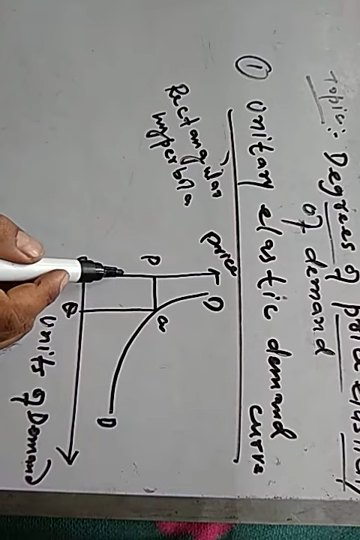 Topic: Degrees of price elasticity
of demand
① Unitary elastic demand
curve
Rectangular
hyperbola
Price
D
P
a
D
Q
Units of Demand